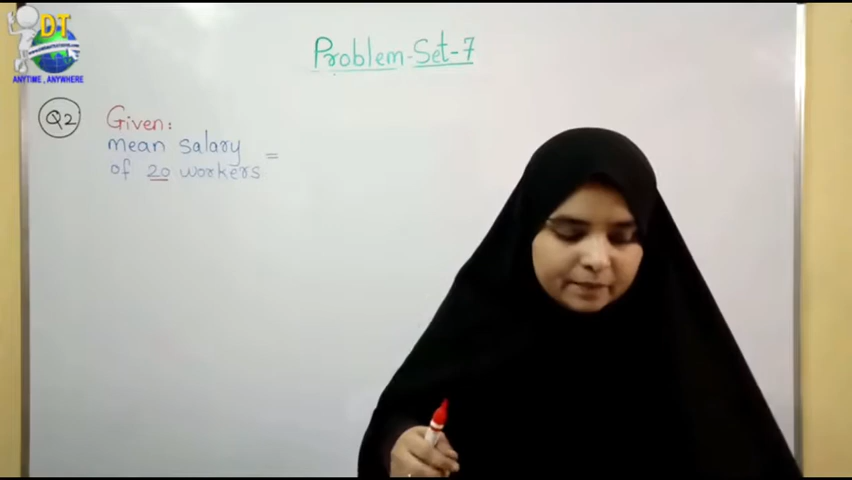 DT
ANYTIME, ANYWHERE
Problem-Set-7
Q2 Given:
mean salary
of 20 workers =